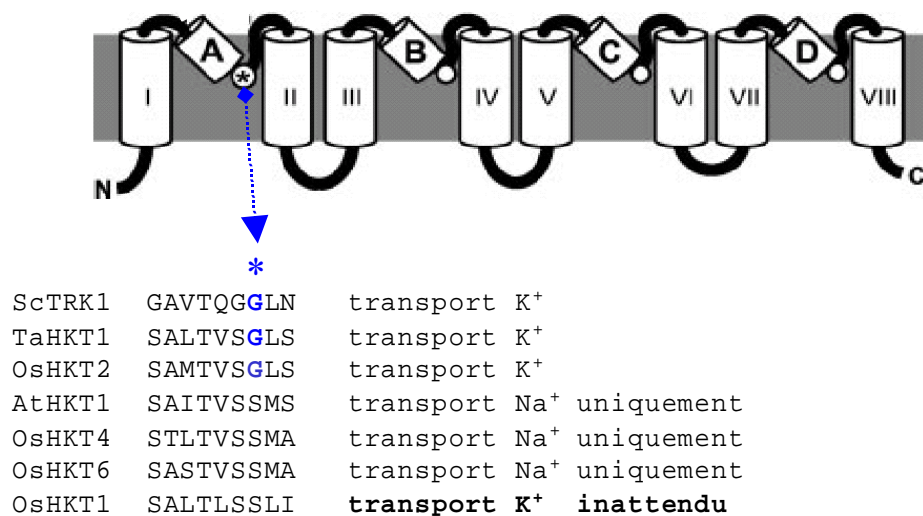 A B C D
*
I II III IV V VI VII VIII
N C
*
ScTRK1 GAVTQGGLN transport K⁺
TaHKT1 SALTVSGLS transport K⁺
OsHKT2 SAMTVSGLS transport K⁺
AtHKT1 SAITVSSMS transport Na⁺ uniquement
OsHKT4 STLTVSSMA transport Na⁺ uniquement
OsHKT6 SASTVSSMA transport Na⁺ uniquement
OsHKT1 SALTLSSLI transport K⁺ inattendu